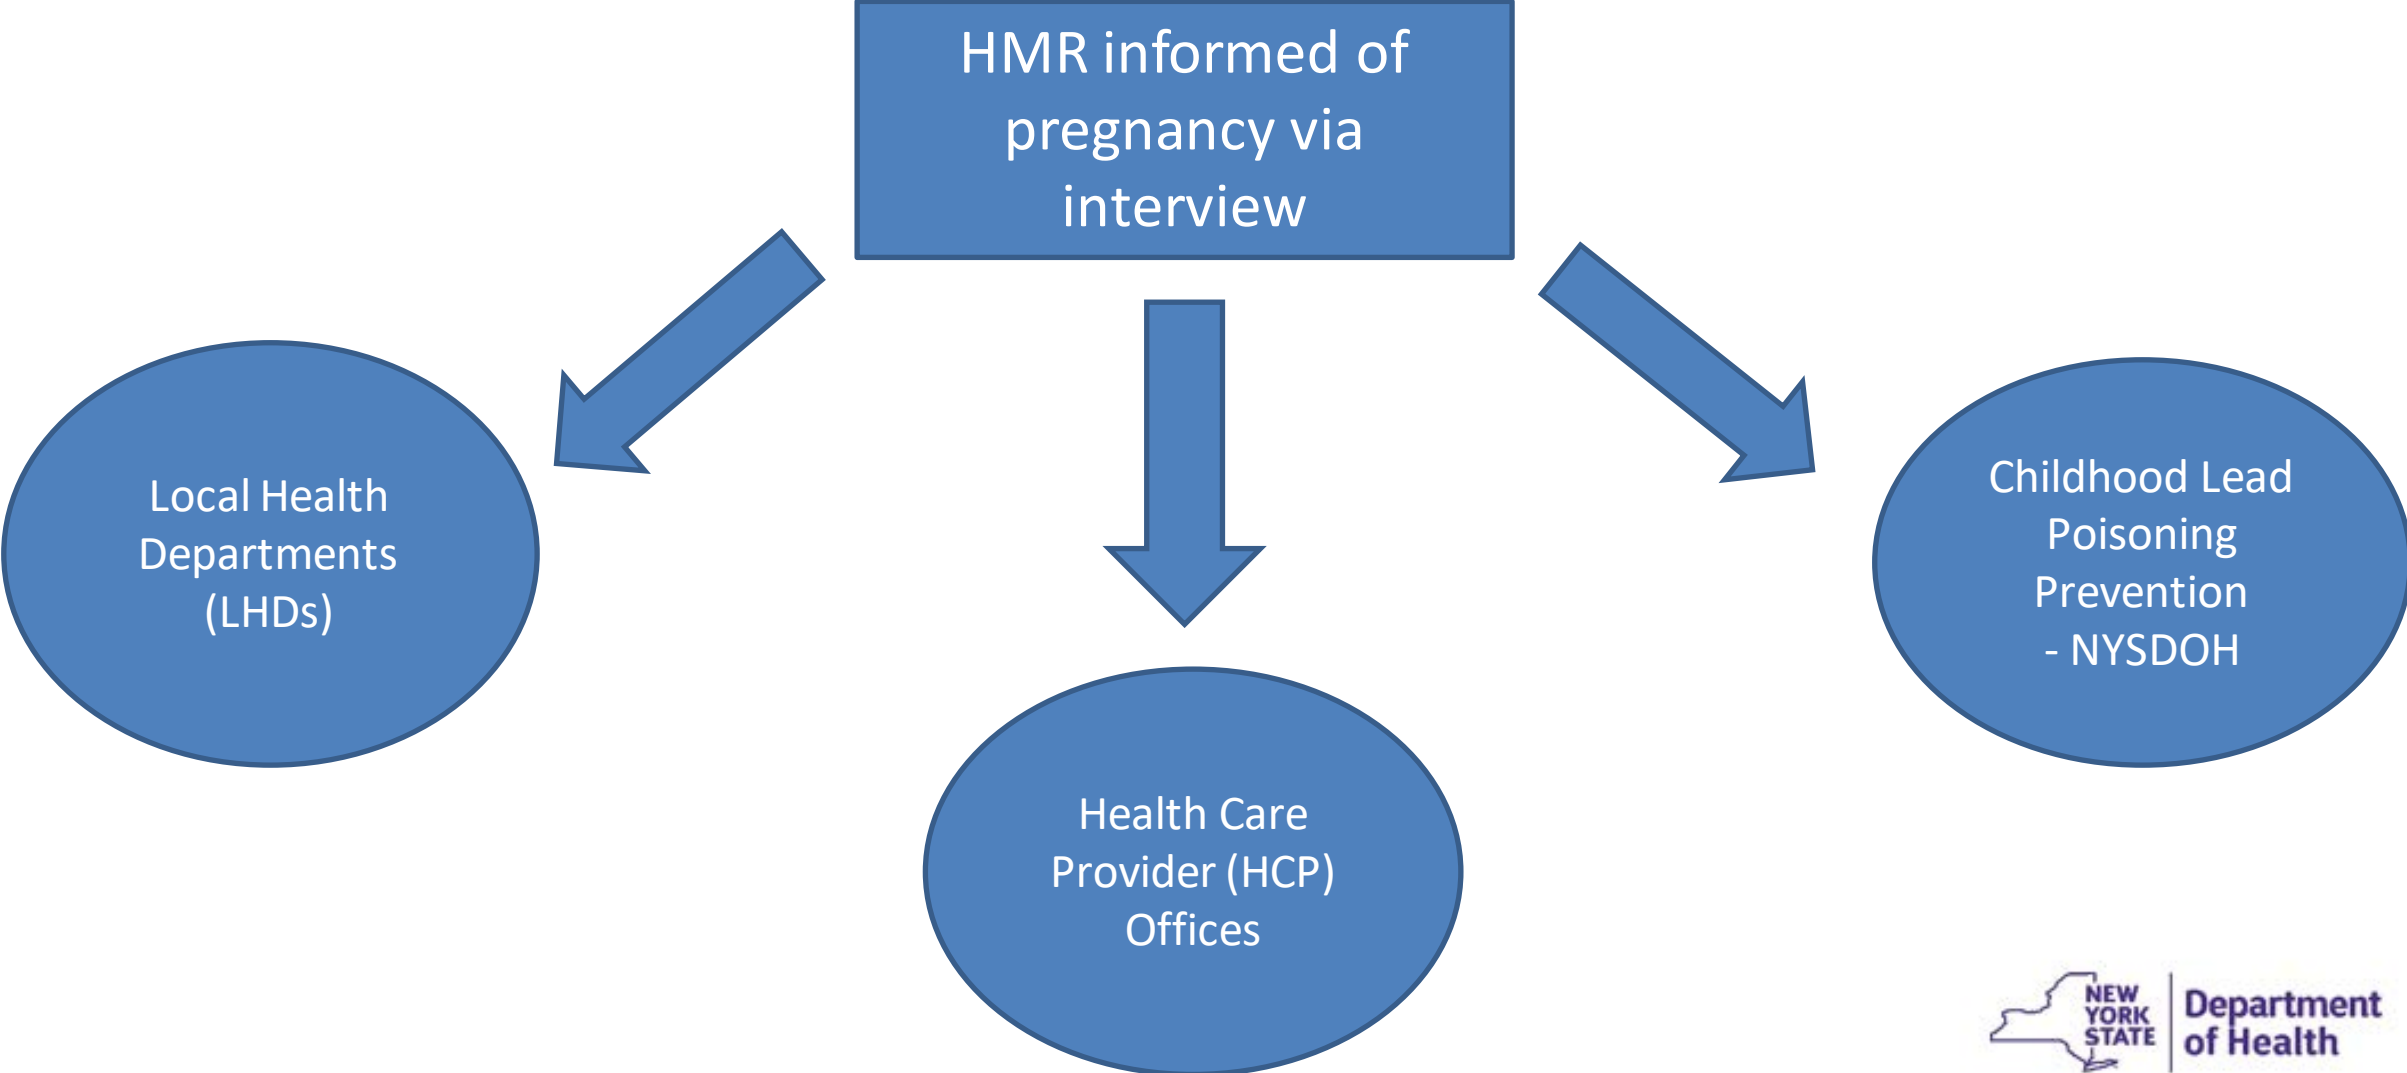 HMR informed of
pregnancy via
interview
Local Health
Departments
(LHDs)
Childhood Lead
Poisoning
Prevention
- NYSDOH
Health Care
Provider (HCP)
Offices
NEW
YORK
STATE
Department
of Health